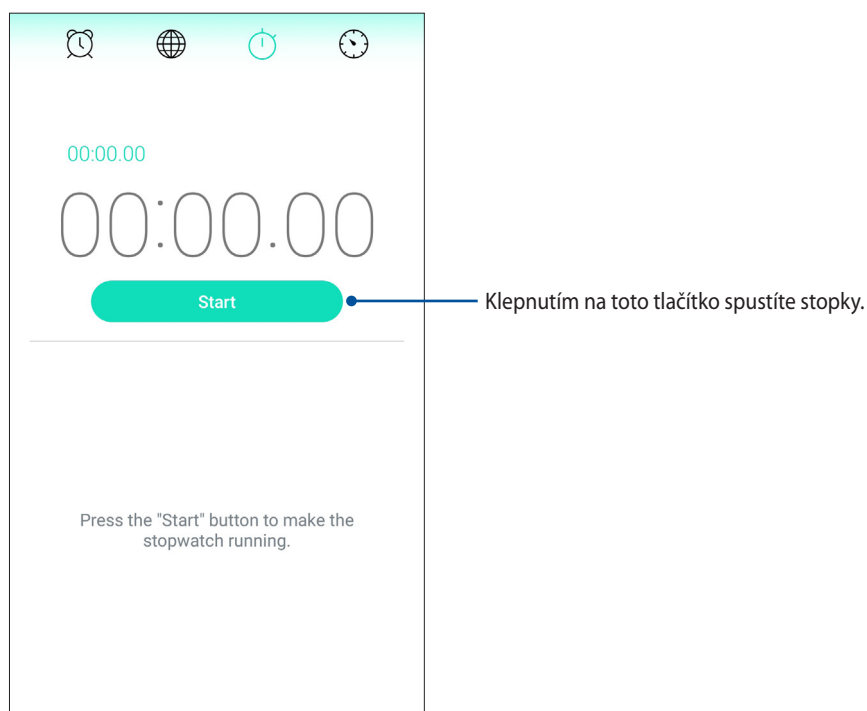 00:00.00
00:00.00
Start
Klepnutím na toto tlačítko spustíte stopky.
Press the "Start" button to make the
stopwatch running.